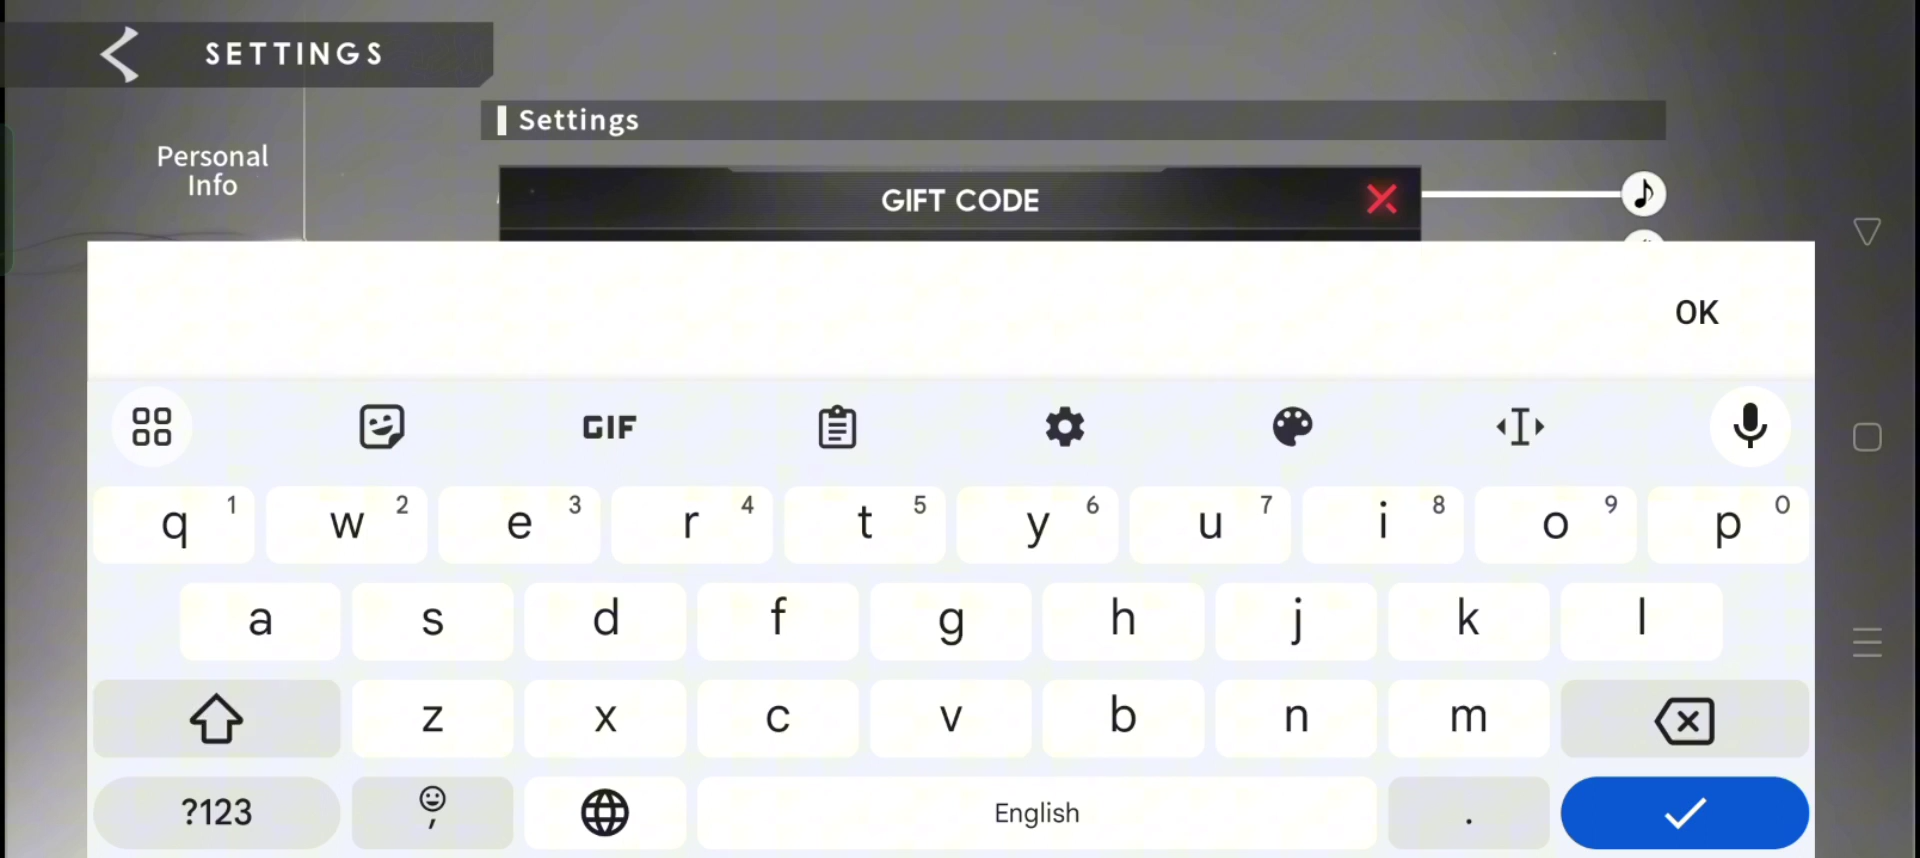 SETTINGS
Settings
Personal
Info
GIFT CODE
OK
GIF
q 1 w 2 e 3 r 4 t 5 y 6 u 7 i 8 o 9 p 0
a s d f g h j k l
z x c v b n m
?123 , English .